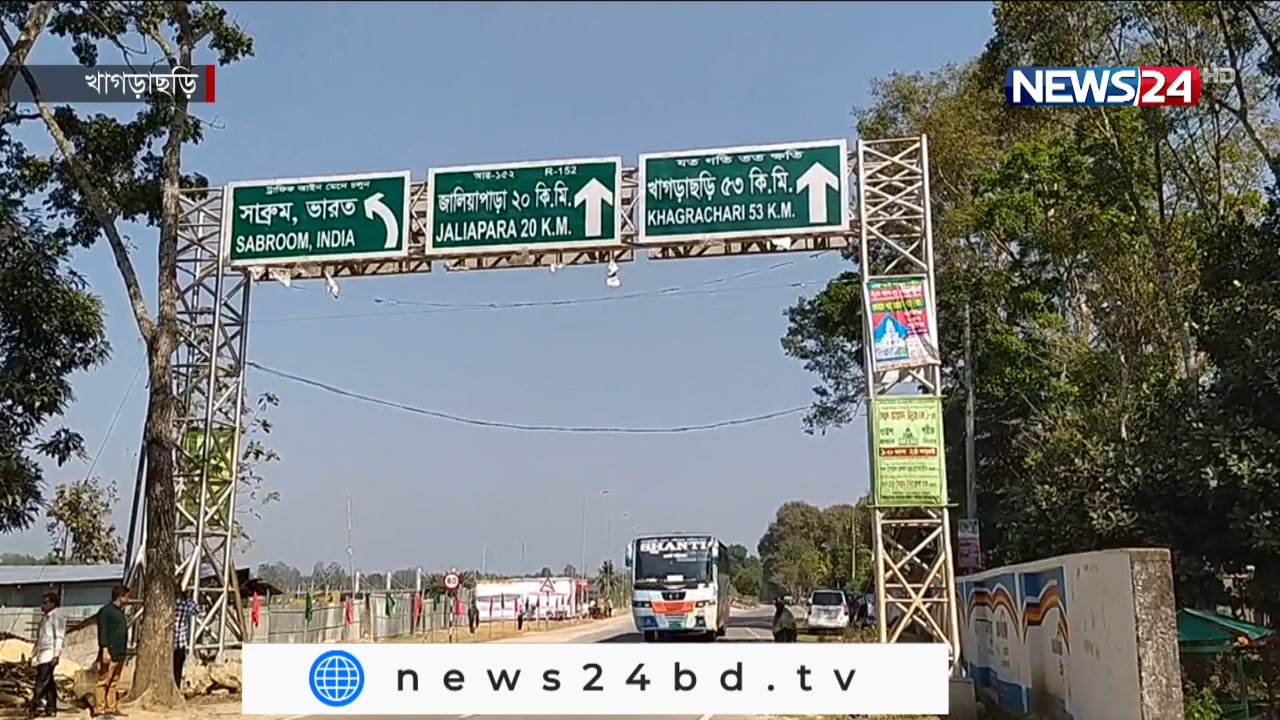 খাগড়াছড়ি
NEWS24 HD
ট্রাফিক আইন মেনে চলুন
সাব্রুম, ভারত
SABROOM, INDIA
আর-১৫২ R-152
জালিয়াপাড়া ২০ কি.মি.
JALIAPARA 20 K.M.
যত গতি তত ক্ষতি
খাগড়াছড়ি ৫৩ কি.মি.
KHAGRACHARI 53 K.M.
SHANTI
60
news24bd.tv